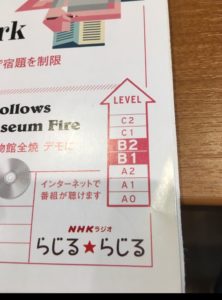 rk
宿題を制限
ollows
seum Fire
物館全焼 デモに
LEVEL
C2
C1
B2
B1
A2
A1
A0
インターネットで
番組が聴けます
NHKラジオ
らじる★らじる